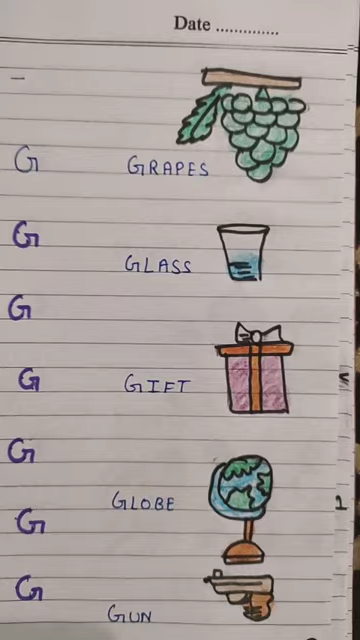 Date ..............
G GRAPES
G
GLASS
G
G GIFT
G
GLOBE
G
G
GUN